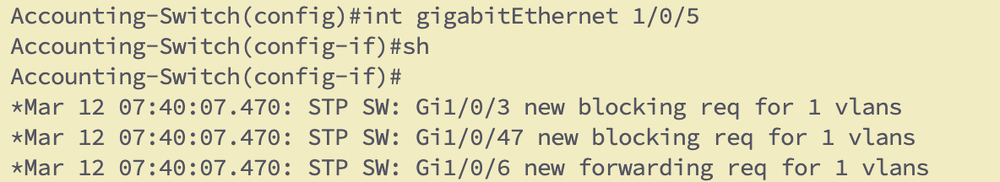 Accounting-Switch(config)#int gigabitEthernet 1/0/5
Accounting-Switch(config-if)#sh
Accounting-Switch(config-if)#
*Mar 12 07:40:07.470: STP SW: Gi1/0/3 new blocking req for 1 vlans
*Mar 12 07:40:07.470: STP SW: Gi1/0/47 new blocking req for 1 vlans
*Mar 12 07:40:07.470: STP SW: Gi1/0/6 new forwarding req for 1 vlans